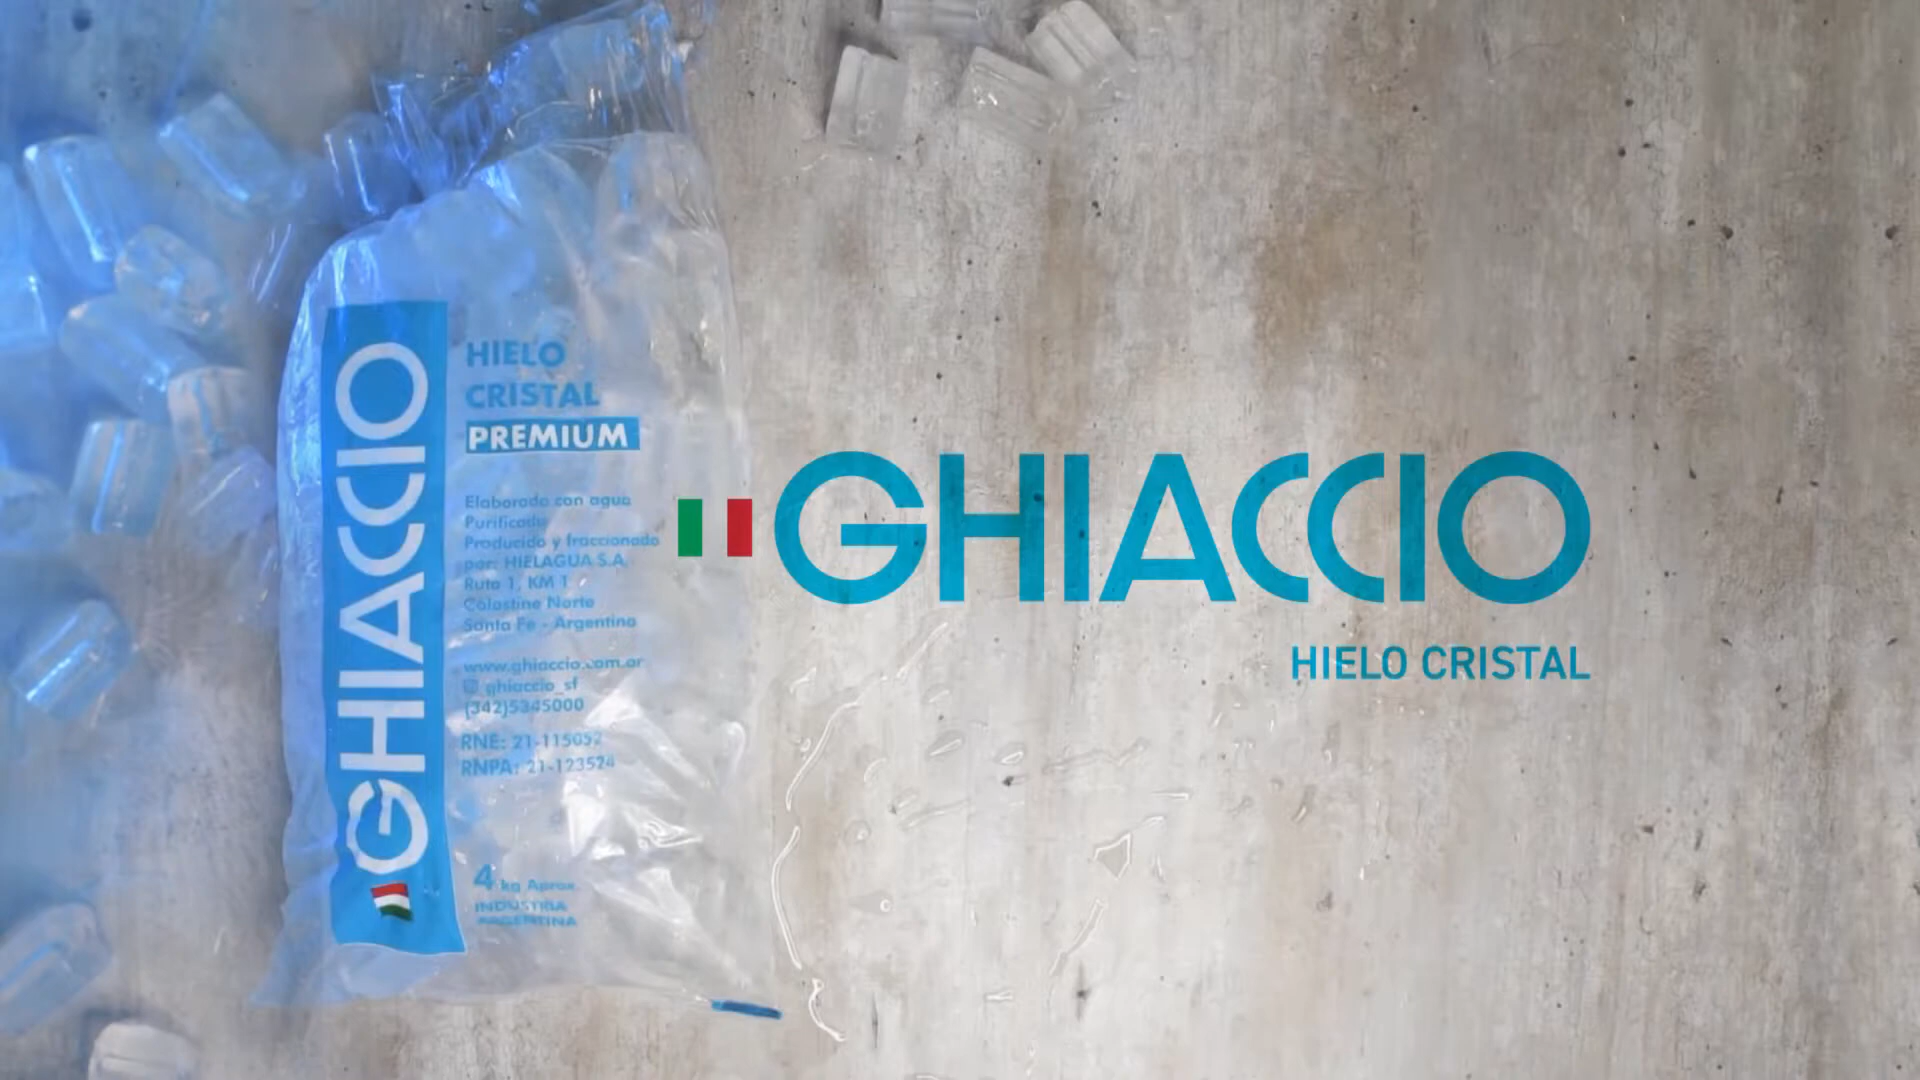 GHIACCIO
HIELO
CRISTAL
PREMIUM
Elaborado con agua
Purificada
Producido y fraccionado
por: HIELAGUA S.A.
Ruta 1, KM 1
Colastine Norte
Santa Fe - Argentina
www.ghiaccio.com.ar
ghiaccio_sf
(342)5345000
RNE: 21-115052
RNPA: 21-123524
4 kg Aprox.
INDUSTRIA
ARGENTINA
GHIACCIO
HIELO CRISTAL